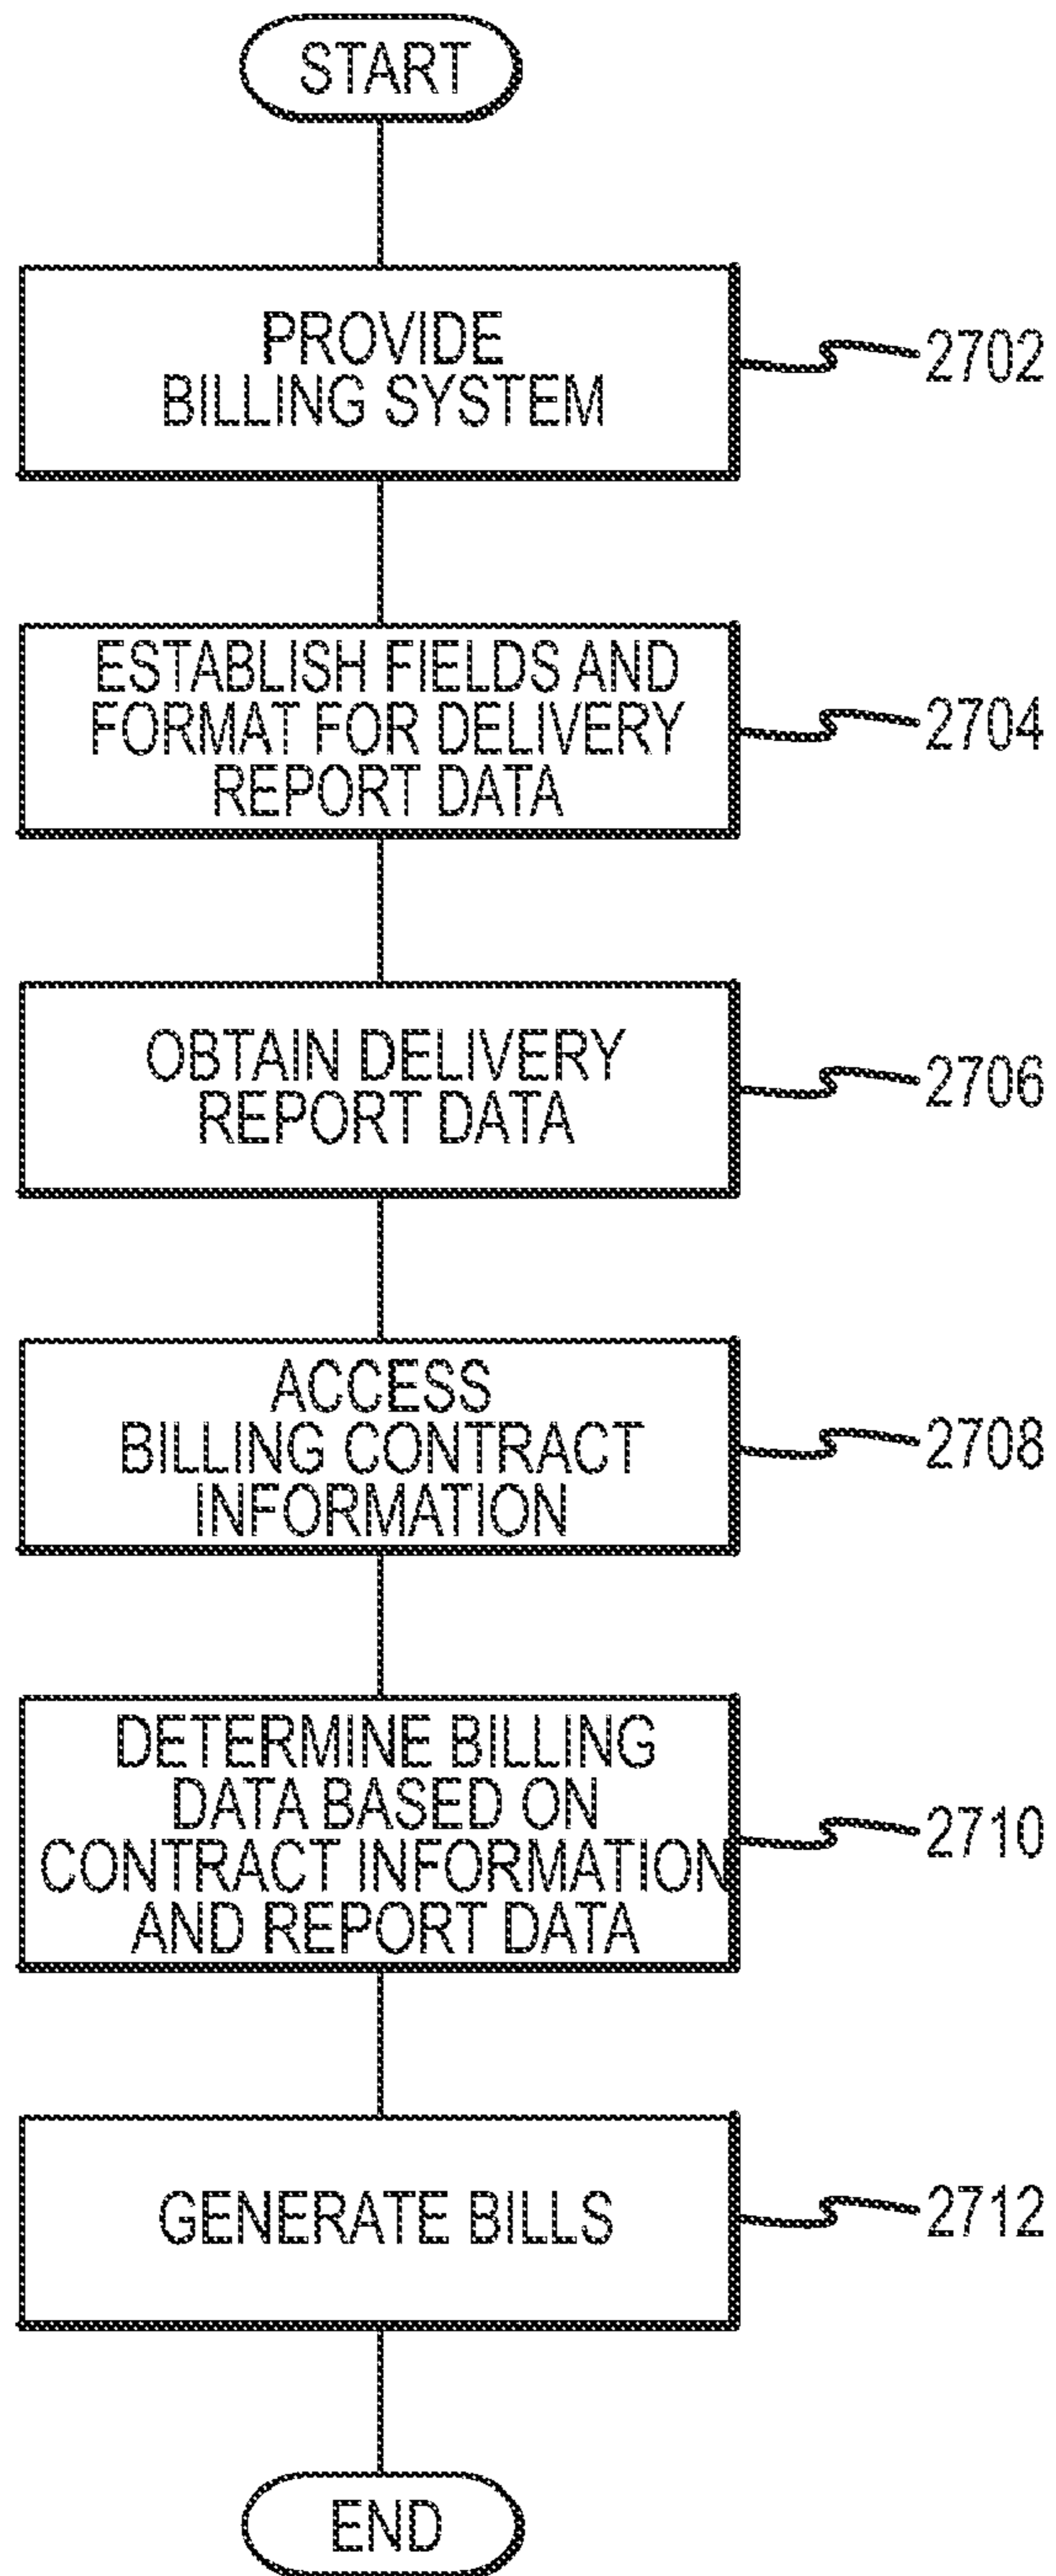 START
PROVIDE
BILLING SYSTEM
2702
ESTABLISH FIELDS AND
FORMAT FOR DELIVERY
REPORT DATA
2704
OBTAIN DELIVERY
REPORT DATA
2706
ACCESS
BILLING CONTRACT
INFORMATION
2708
DETERMINE BILLING
DATA BASED ON
CONTRACT INFORMATION
AND REPORT DATA
2710
GENERATE BILLS
2712
END